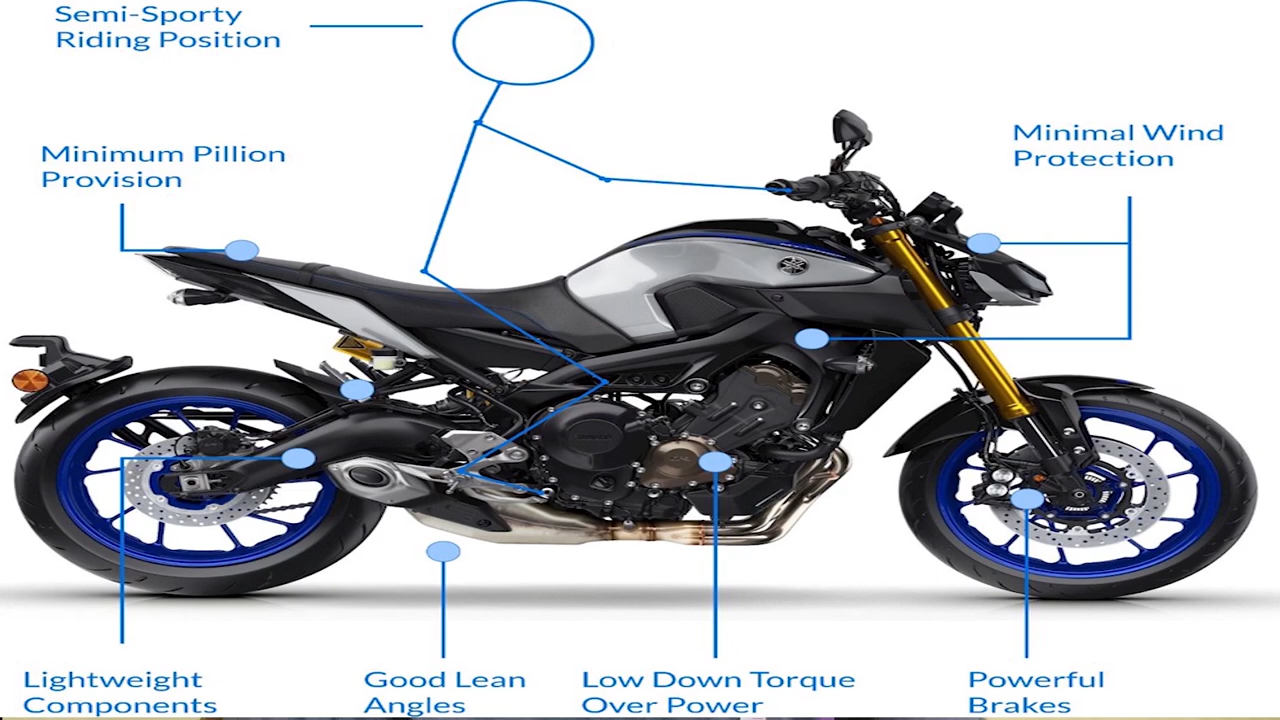 Semi-Sporty
Riding Position
Minimum Pillion
Provision
Minimal Wind
Protection
Lightweight
Components
Good Lean
Angles
Low Down Torque
Over Power
Powerful
Brakes